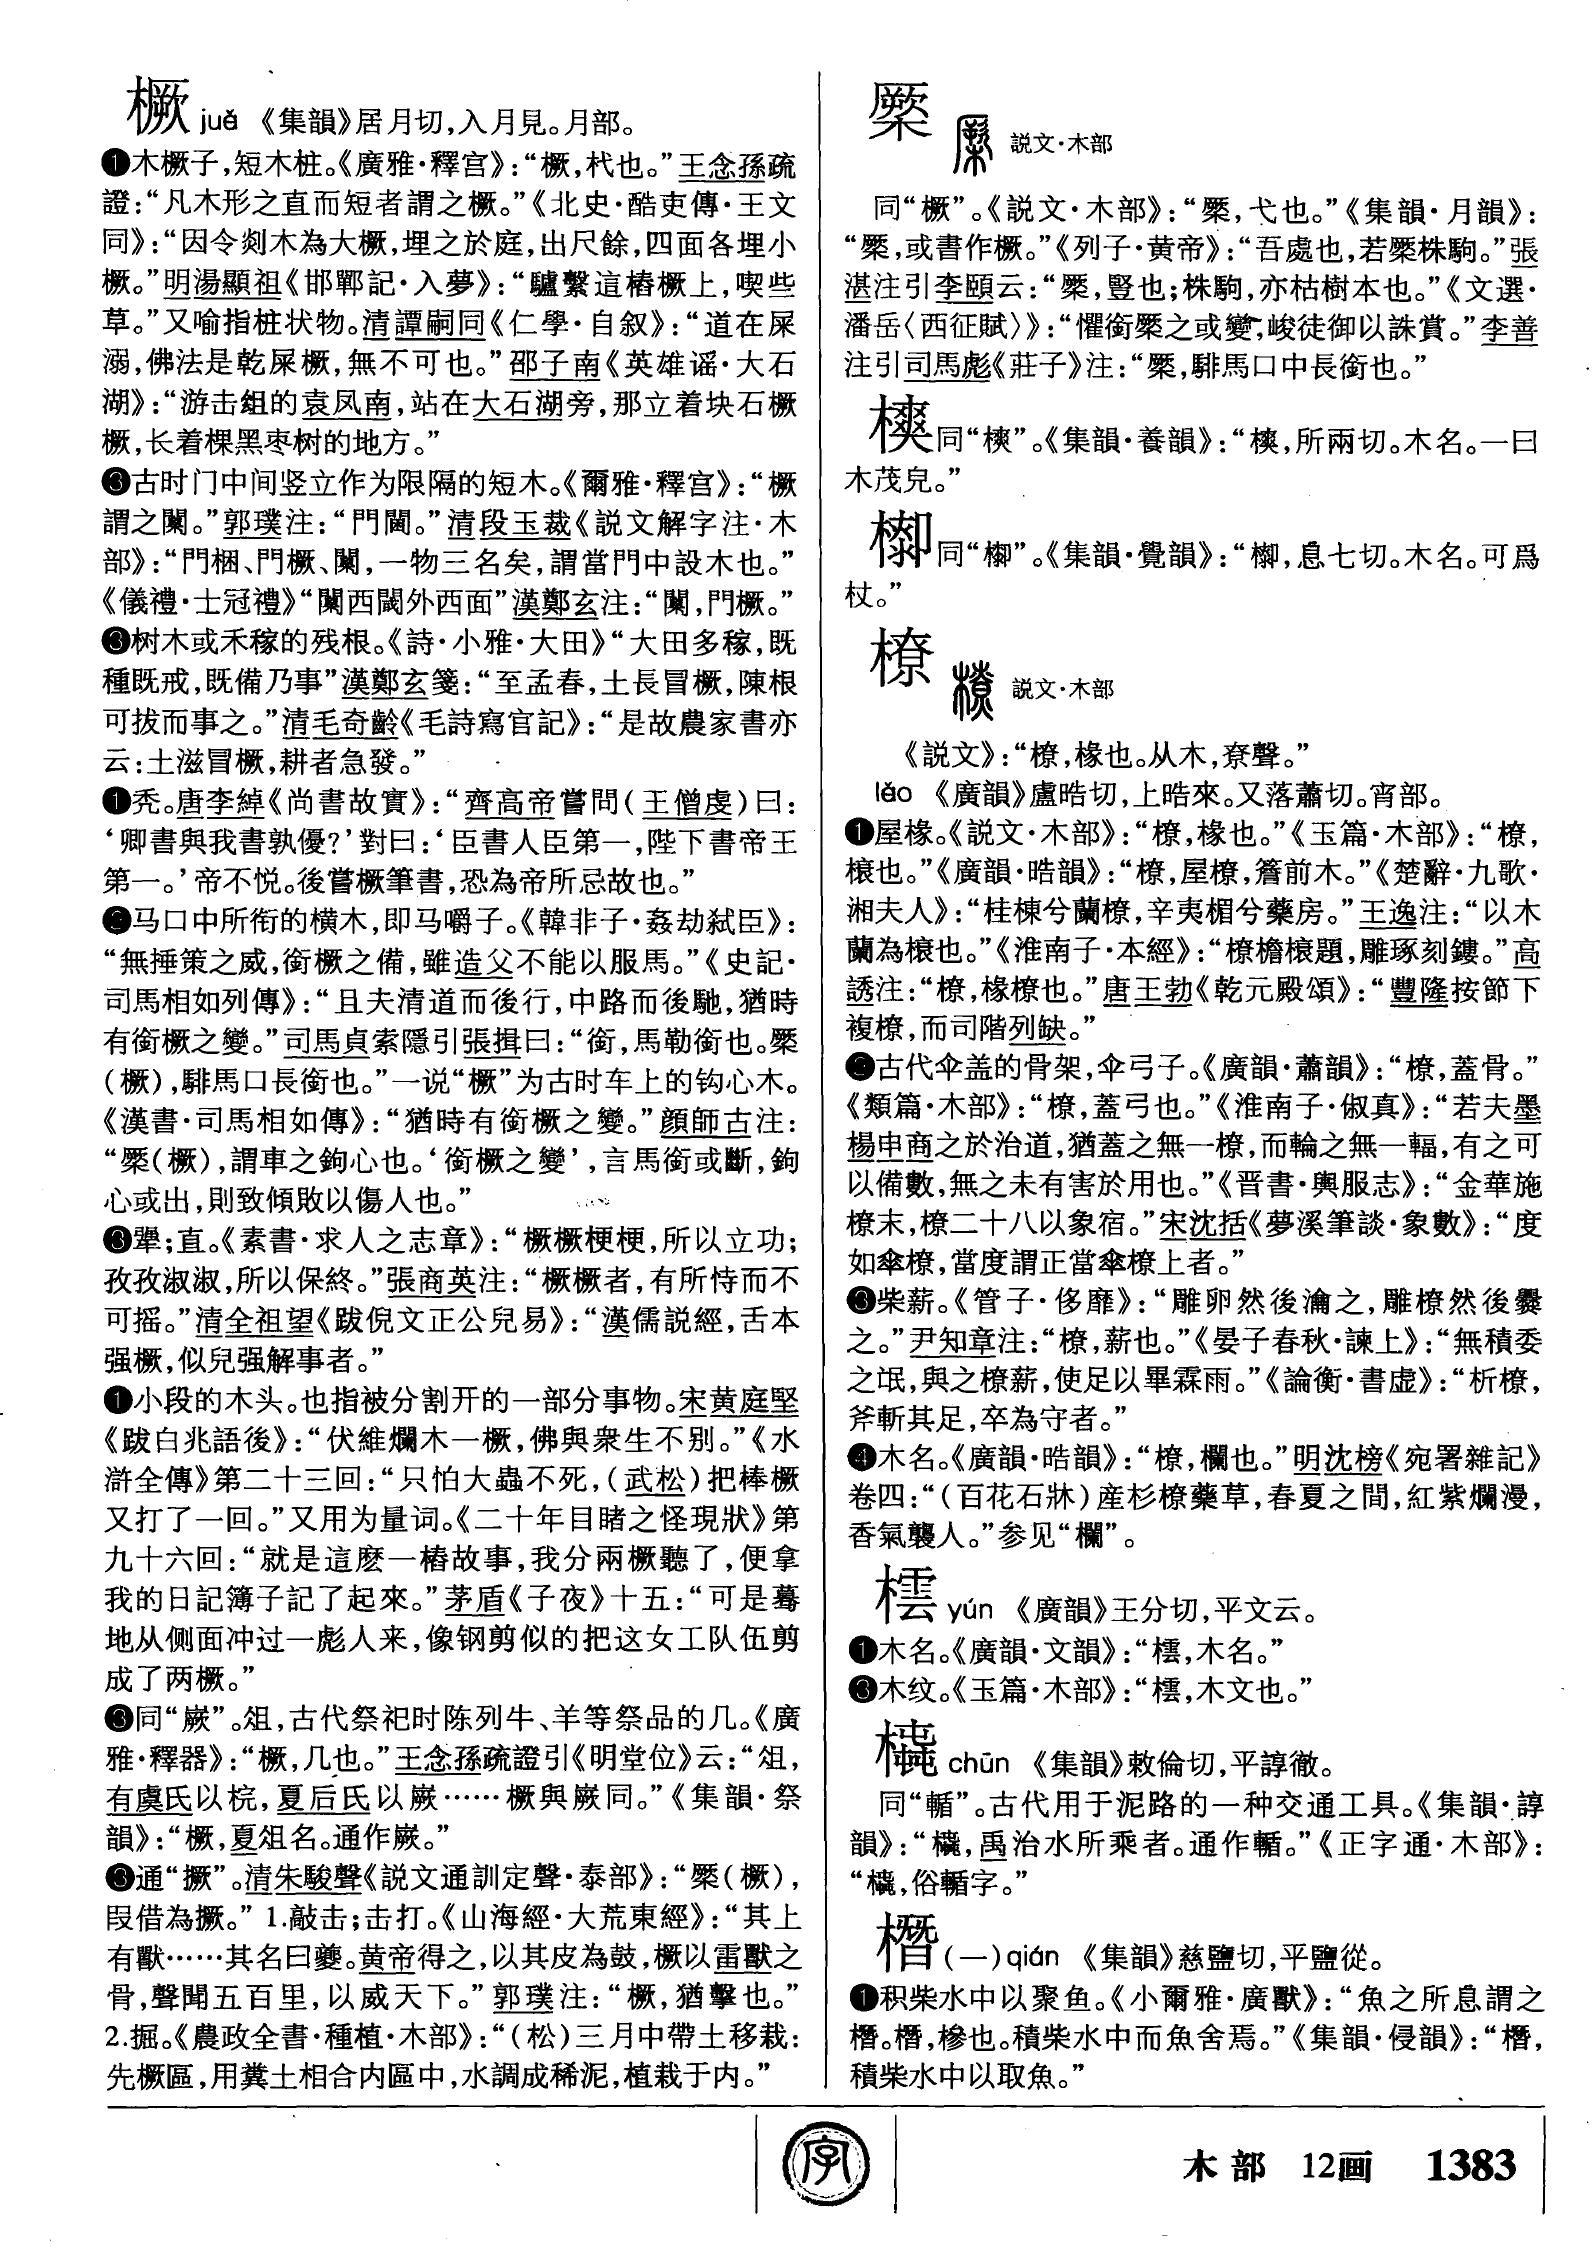 橛 juě 《集韻》居月切,入月見。月部。
❶木橛子,短木桩。《廣雅·釋宫》:“橛,杙也。”王念孫疏
證:“凡木形之直而短者謂之橛。”《北史·酷吏傳·王文
同》:“因令剡木為大橛,埋之於庭,出尺餘,四面各埋小
橛。”明湯顯祖《邯鄲記·入夢》:“驢繫這樁橛上,喫些
草。”又喻指桩状物。清譚嗣同《仁學·自叙》:“道在屎
溺,佛法是乾屎橛,無不可也。”邵子南《英雄谣·大石
湖》:“游击組的袁凤南,站在大石湖旁,那立着块石橛
橛,长着棵黑枣树的地方。”
❸古时门中间竖立作为限隔的短木。《爾雅·釋宫》:“橛
謂之闑。”郭璞注:“門閫。”清段玉裁《説文解字注·木
部》:“門梱、門橛、闑,一物三名矣,謂當門中設木也。”
《儀禮·士冠禮》“闑西閾外西面”漢鄭玄注:“闑,門橛。”
❸树木或禾稼的残根。《詩·小雅·大田》“大田多稼,既
種既戒,既備乃事”漢鄭玄箋:“至孟春,土長冒橛,陳根
可拔而事之。”清毛奇齡《毛詩寫官記》:“是故農家書亦
云:土滋冒橛,耕者急發。”
❶秃。唐李綽《尚書故實》:“齊高帝嘗問(王僧虔)曰:
‘卿書與我書孰優?’對曰:‘臣書人臣第一,陛下書帝王
第一。’帝不悦。後嘗橛筆書,恐為帝所忌故也。”
❷马口中所衔的横木,即马嚼子。《韓非子·姦劫弑臣》:
“無捶策之威,銜橛之備,雖造父不能以服馬。”《史記·
司馬相如列傳》:“且夫清道而後行,中路而後馳,猶時
有銜橛之變。”司馬貞索隱引張揖曰:“銜,馬勒銜也。橜
(橛),騑馬口長銜也。”一说“橛”为古时车上的钩心木。
《漢書·司馬相如傳》:“猶時有銜橛之變。”顔師古注:
“橜(橛),謂車之鉤心也。‘銜橛之變’,言馬銜或斷,鉤
心或出,則致傾敗以傷人也。”
❸犟;直。《素書·求人之志章》:“橛橛梗梗,所以立功;
孜孜淑淑,所以保終。”張商英注:“橛橛者,有所恃而不
可摇。”清全祖望《跋倪文正公兒易》:“漢儒説經,舌本
强橛,似兒强解事者。”
❶小段的木头。也指被分割开的一部分事物。宋黄庭堅
《跋白兆語後》:“伏維爛木一橛,佛與衆生不别。”《水
滸全傳》第二十三回:“只怕大蟲不死,(武松)把棒橛
又打了一回。”又用为量词。《二十年目睹之怪現狀》第
九十六回:“就是這麽一樁故事,我分兩橛聽了,便拿
我的日記簿子記了起來。”茅盾《子夜》十五:“可是蓦
地从侧面冲过一彪人来,像钢剪似的把这女工队伍剪
成了两橛。”
❸同“嶡”。俎,古代祭祀时陈列牛、羊等祭品的几。《廣
雅·釋器》:“橛,几也。”王念孫疏證引《明堂位》云:“俎,
有虞氏以梡,夏后氏以嶡……橛與嶡同。”《集韻·祭
韻》:“橛,夏俎名。通作嶡。”
❸通“撅”。清朱駿聲《説文通訓定聲·泰部》:“橜(橛),
叚借為撅。” 1.敲击;击打。《山海經·大荒東經》:“其上
有獸……其名曰夔。黄帝得之,以其皮為鼓,橛以雷獸之
骨,聲聞五百里,以威天下。”郭璞注:“橛,猶擊也。”
2.掘。《農政全書·種植·木部》:“(松)三月中帶土移栽:
先橛區,用糞土相合内區中,水調成稀泥,植栽于内。”
橜 説文·木部
同“橛”。《説文·木部》:“橜,弋也。”《集韻·月韻》:
“橜,或書作橛。”《列子·黄帝》:“吾處也,若橜株駒。”張
湛注引李頤云:“橜,豎也;株駒,亦枯樹本也。”《文選·
潘岳〈西征賦〉》:“懼銜橜之或變,峻徒御以誅賞。”李善
注引司馬彪《莊子》注:“橜,騑馬口中長銜也。”
樉同“樉”。《集韻·養韻》:“樉,所兩切。木名。一曰
木茂皃。”
同“”。《集韻·覺韻》:“,息七切。木名。可爲
杖。”
橑 説文·木部
《説文》:“橑,椽也。从木,尞聲。”
lǎo 《廣韻》盧晧切,上晧來。又落蕭切。宵部。
❶屋椽。《説文·木部》:“橑,椽也。”《玉篇·木部》:“橑,
榱也。”《廣韻·晧韻》:“橑,屋橑,簷前木。”《楚辭·九歌·
湘夫人》:“桂棟兮蘭橑,辛夷楣兮藥房。”王逸注:“以木
蘭為榱也。”《淮南子·本經》:“橑檐榱題,雕琢刻鏤。”高
誘注:“橑,椽橑也。”唐王勃《乾元殿頌》:“豐隆按節下
複橑,而司階列缺。”
❷古代伞盖的骨架,伞弓子。《廣韻·蕭韻》:“橑,蓋骨。”
《類篇·木部》:“橑,蓋弓也。”《淮南子·俶真》:“若夫墨
楊申商之於治道,猶蓋之無一橑,而輪之無一輻,有之可
以備數,無之未有害於用也。”《晋書·輿服志》:“金華施
橑末,橑二十八以象宿。”宋沈括《夢溪筆談·象數》:“度
如傘橑,當度謂正當傘橑上者。”
❸柴薪。《管子·侈靡》:“雕卵然後瀹之,雕橑然後爨
之。”尹知章注:“橑,薪也。”《晏子春秋·諫上》:“無積委
之氓,與之橑薪,使足以畢霖雨。”《論衡·書虚》:“析橑,
斧斬其足,卒為守者。”
❹木名。《廣韻·晧韻》:“橑,欄也。”明沈榜《宛署雜記》
卷四:“(百花石牀)産杉橑藥草,春夏之間,紅紫爛漫,
香氣襲人。”参见“欄”。
橒 yún 《廣韻》王分切,平文云。
❶木名。《廣韻·文韻》:“橒,木名。”
❸木纹。《玉篇·木部》:“橒,木文也。”
橇 chūn 《集韻》敕倫切,平諄徹。
同“輴”。古代用于泥路的一种交通工具。《集韻·諄
韻》:“,禹治水所乘者。通作輴。”《正字通·木部》:
“,俗輴字。”
橬 (一)qián 《集韻》慈鹽切,平鹽從。
❶积柴水中以聚鱼。《小爾雅·廣獸》:“魚之所息謂之
橬。橬,槮也。積柴水中而魚舍焉。”《集韻·侵韻》:“橬,
積柴水中以取魚。”
字
木部 12画 1383